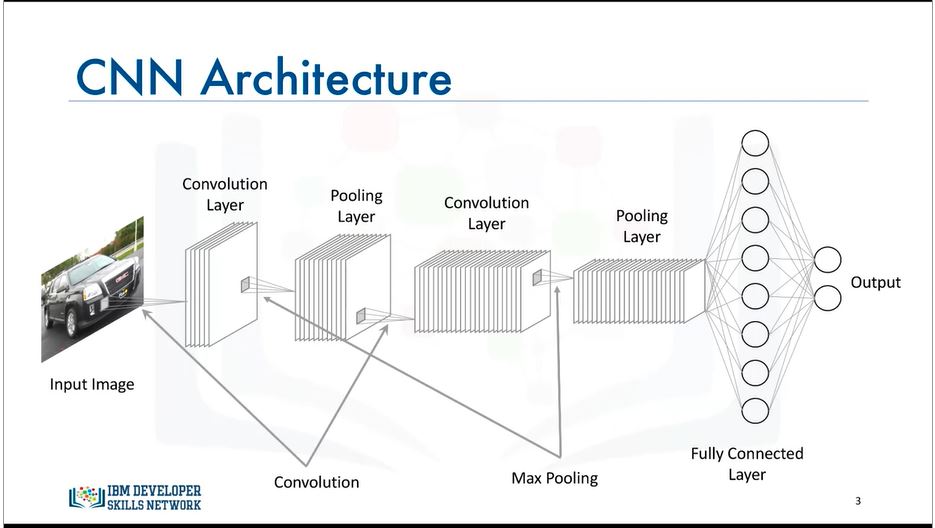 CNN Architecture
Convolution
Layer
Pooling
Layer
Convolution
Layer
Pooling
Layer
Output
Input Image
Convolution
Max Pooling
Fully Connected
Layer
IBM DEVELOPER
SKILLS NETWORK
3